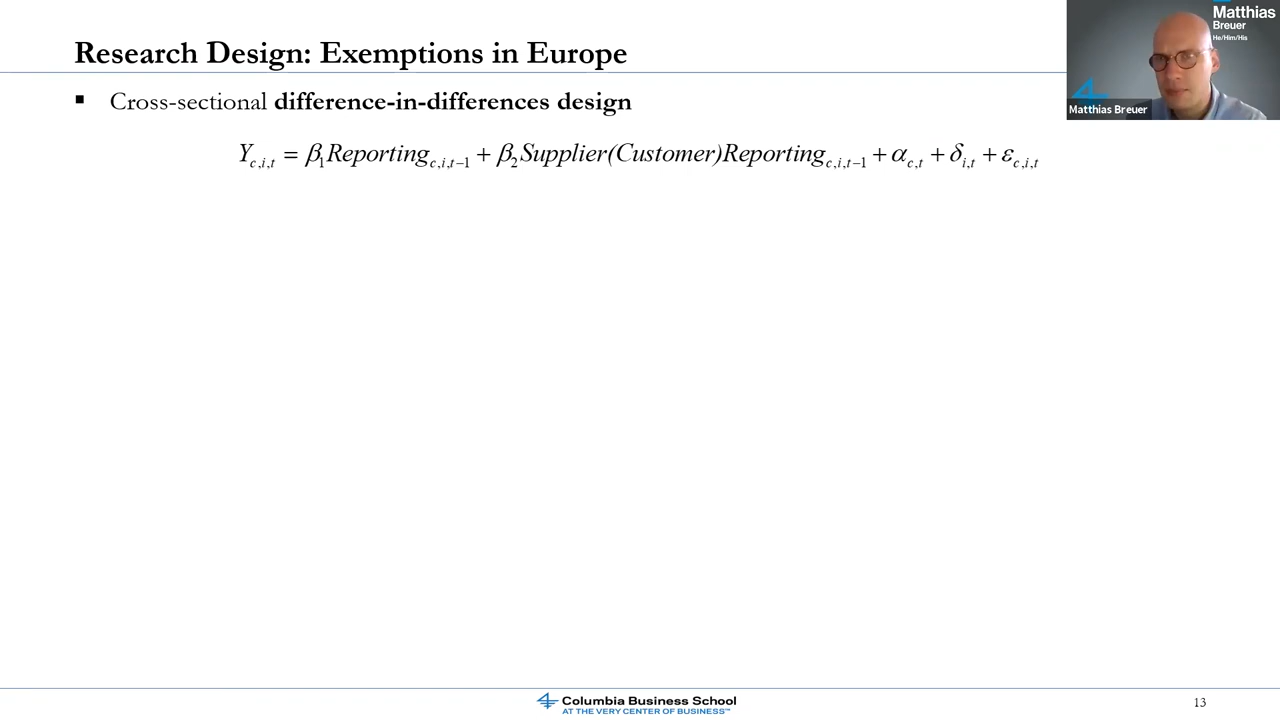 Research Design: Exemptions in Europe
Matthias
Breuer
He/Him/His
Matthias Breuer
▪ Cross-sectional difference-in-differences design
Y_{c,i,t} = β_1 Reporting_{c,i,t−1} + β_2 Supplier(Customer)Reporting_{c,i,t−1} + α_{c,t} + δ_{i,t} + ε_{c,i,t}
Columbia Business School
AT THE VERY CENTER OF BUSINESS™
13